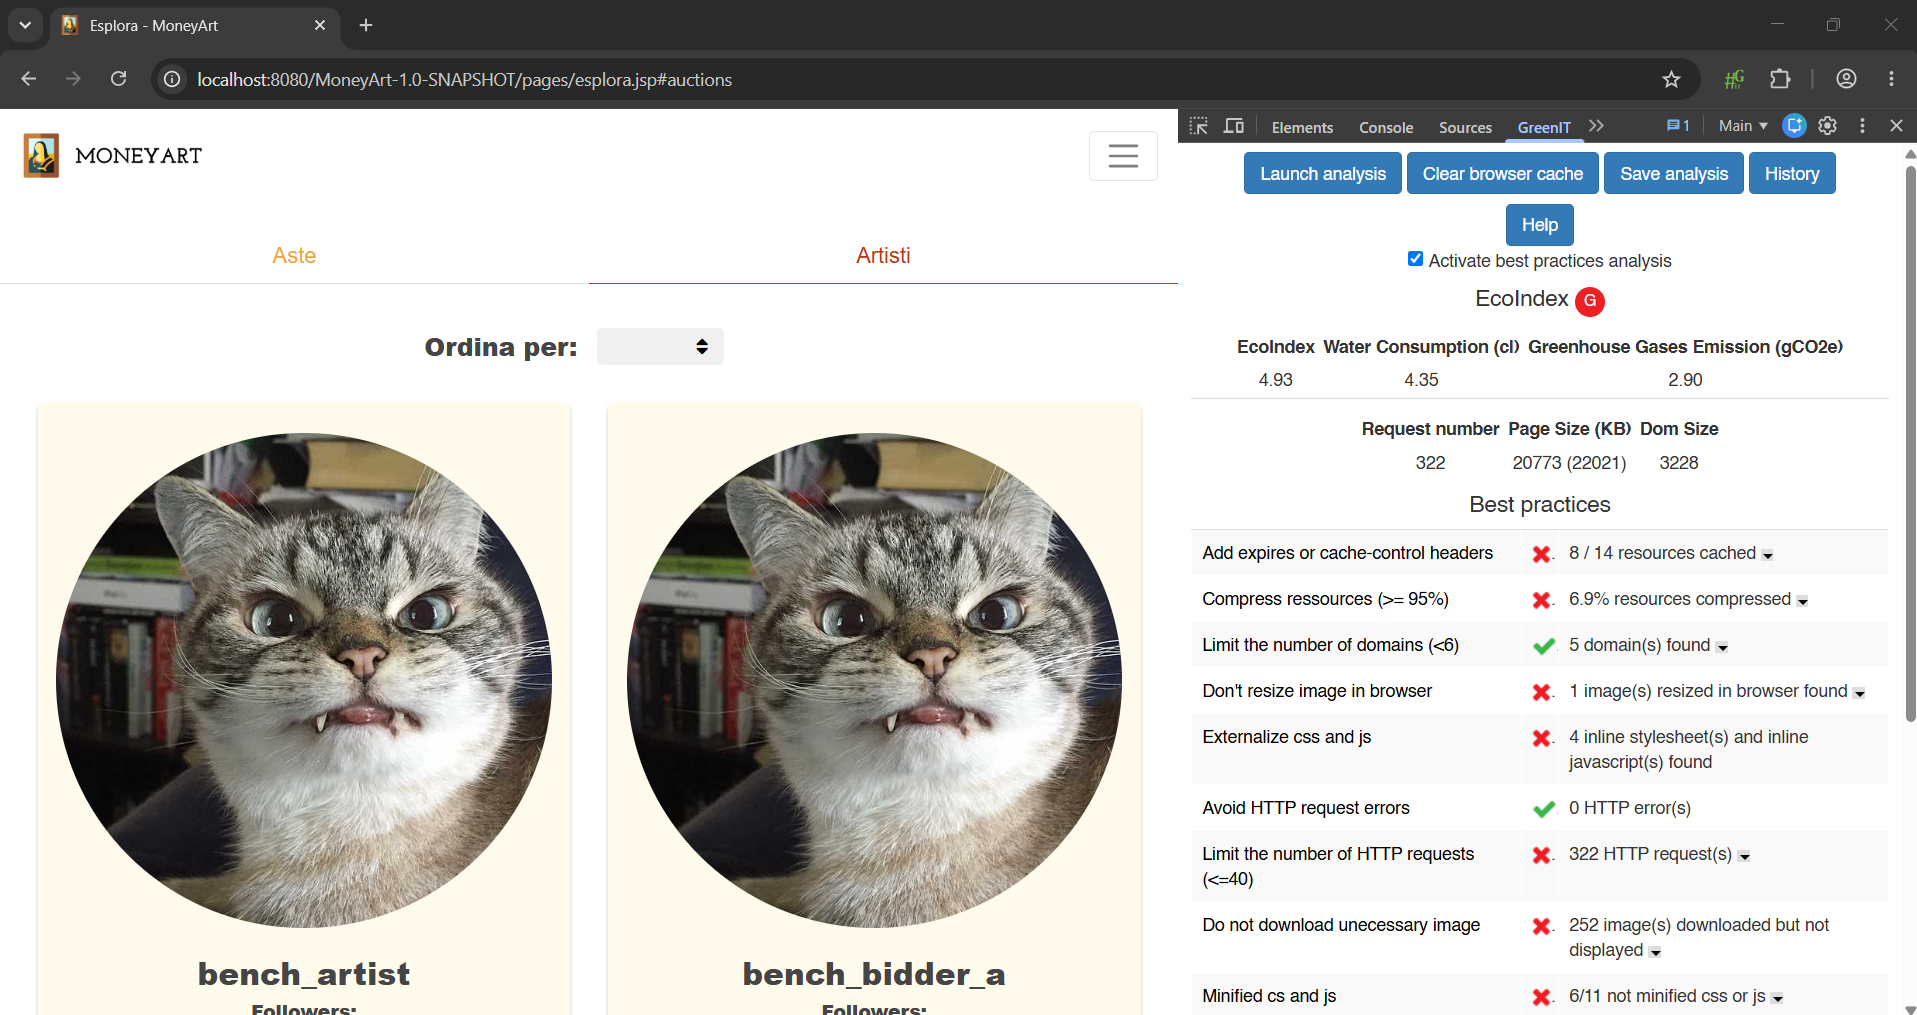 Esplora - MoneyArt
localhost:8080/MoneyArt-1.0-SNAPSHOT/pages/esplora.jsp#auctions
MONEYART
Aste
Artisti
Ordina per:
bench_artist
Followers:
bench_bidder_a
Followers:
Elements
Console
Sources
GreenIT
1
Main
Launch analysis
Clear browser cache
Save analysis
History
Help
Activate best practices analysis
EcoIndex G
EcoIndex Water Consumption (cl) Greenhouse Gases Emission (gCO2e)
4.93 4.35 2.90
Request number Page Size (KB) Dom Size
322 20773 (22021) 3228
Best practices
Add expires or cache-control headers 8 / 14 resources cached
Compress ressources (>= 95%) 6.9% resources compressed
Limit the number of domains (<6) 5 domain(s) found
Don't resize image in browser 1 image(s) resized in browser found
Externalize css and js 4 inline stylesheet(s) and inline
javascript(s) found
Avoid HTTP request errors 0 HTTP error(s)
Limit the number of HTTP requests 322 HTTP request(s)
(<=40)
Do not download unecessary image 252 image(s) downloaded but not
displayed
Minified cs and js 6/11 not minified css or js